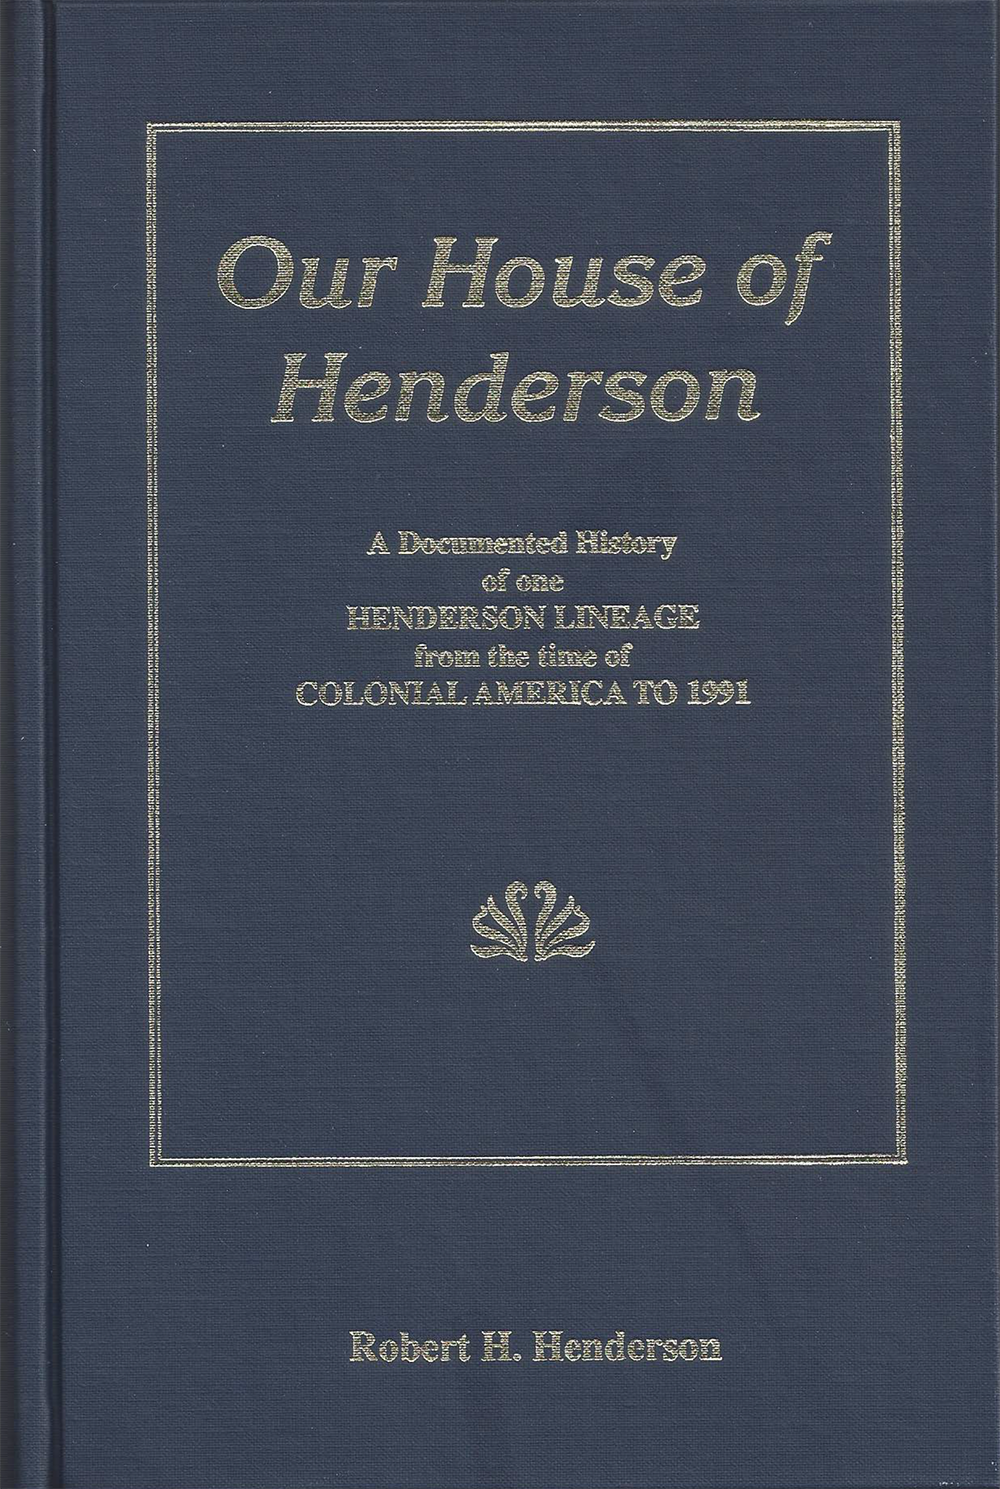 Our House of
Henderson
A Documented History
of one
HENDERSON LINEAGE
from the time of
COLONIAL AMERICA TO 1991
Robert H. Henderson